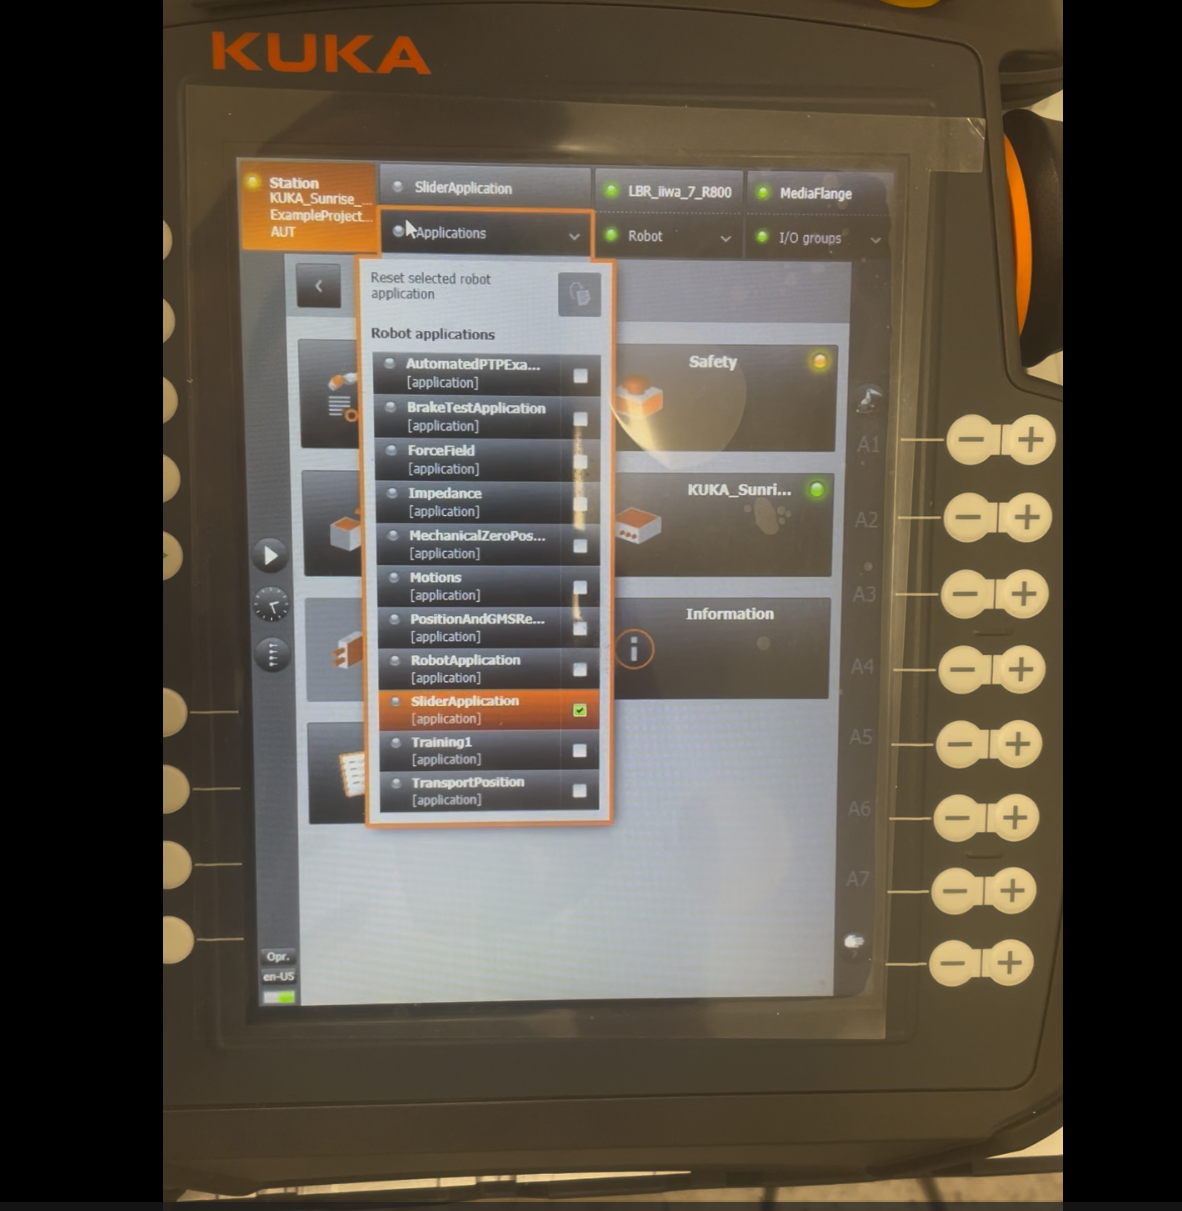 KUKA
Station
KUKA_Sunrise_...
ExampleProject...
AUT
SliderApplication
LBR_iiwa_7_R800
MediaFlange
Applications
Robot
I/O groups
Reset selected robot
application
Robot applications
AutomatedPTPExa...
[application]
BrakeTestApplication
[application]
ForceField
[application]
Impedance
[application]
MechanicalZeroPos...
[application]
Motions
[application]
PositionAndGMSRe...
[application]
RobotApplication
[application]
SliderApplication
[application]
Training1
[application]
TransportPosition
[application]
Safety
KUKA_Sunri...
Information
A1
A2
A3
A4
A5
A6
A7
Opr.
en-US